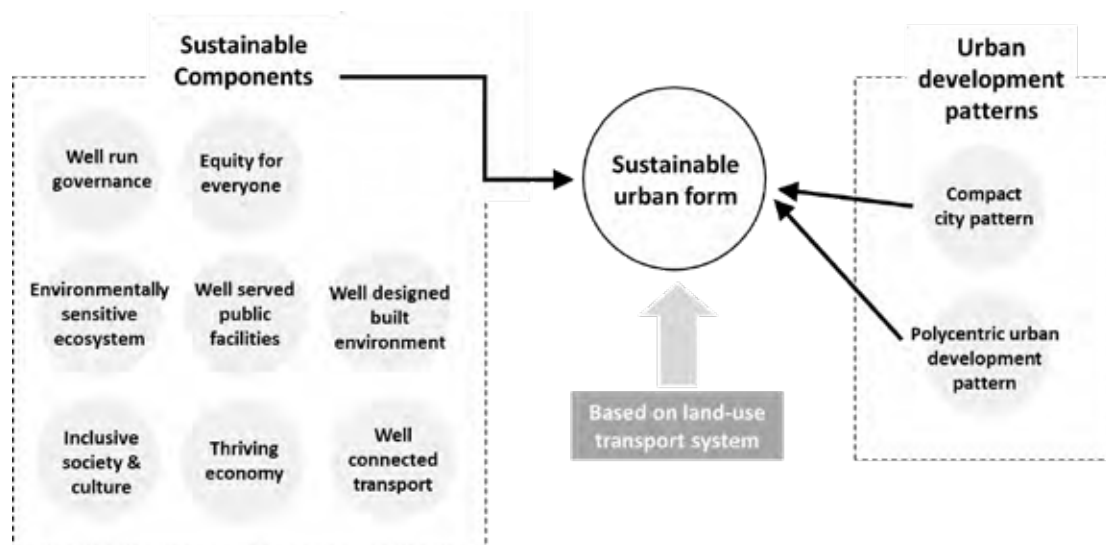 Sustainable
Components
Well run
governance
Equity for
everyone
Environmentally
sensitive
ecosystem
Well served
public
facilities
Well designed
built
environment
Inclusive
society &
culture
Thriving
economy
Well
connected
transport
Sustainable
urban form
Based on land-use
transport system
Urban
development
patterns
Compact
city pattern
Polycentric urban
development
pattern